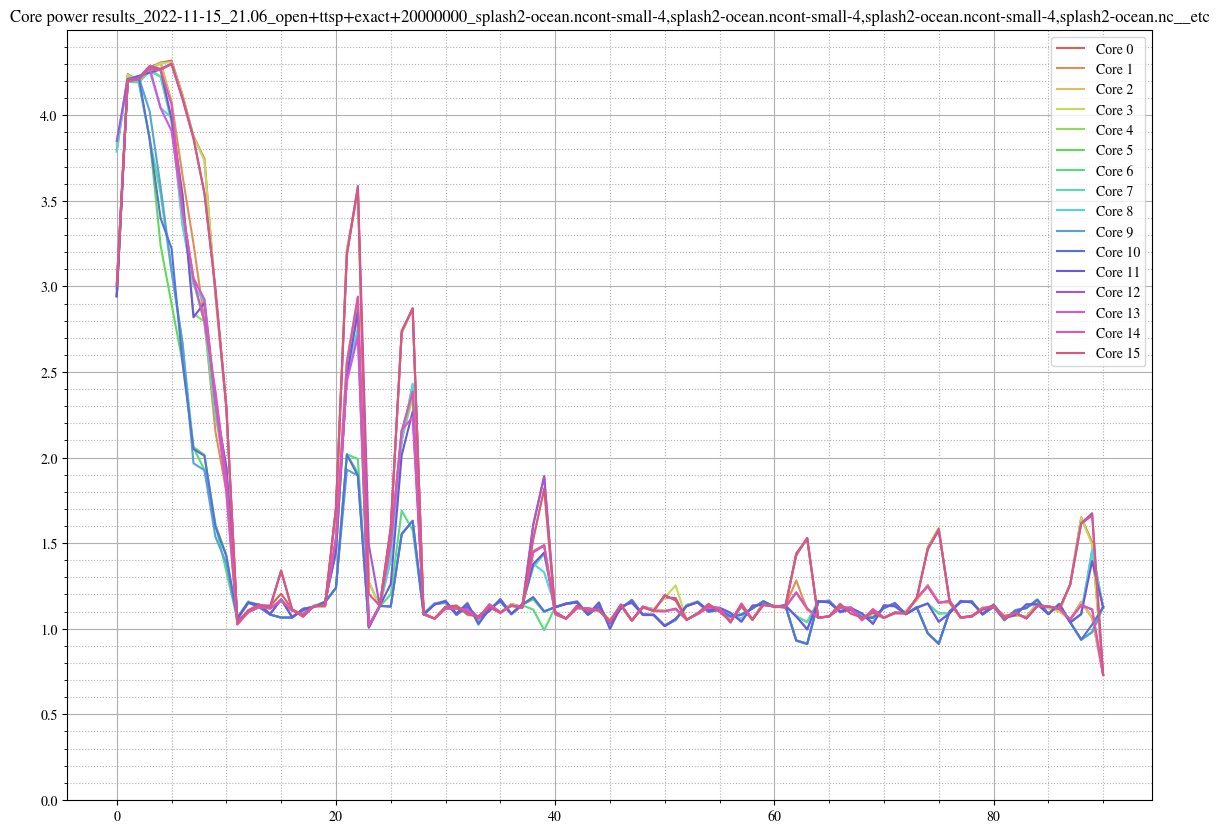 Core power results_2022-11-15_21.06_open+ttsp+exact+20000000_splash2-ocean.ncont-small-4,splash2-ocean.ncont-small-4,splash2-ocean.ncont-small-4,splash2-ocean.nc__etc
Core 0
Core 1
Core 2
Core 3
Core 4
Core 5
Core 6
Core 7
Core 8
Core 9
Core 10
Core 11
Core 12
Core 13
Core 14
Core 15
4.0
3.5
3.0
2.5
2.0
1.5
1.0
0.5
0.0
0 20 40 60 80